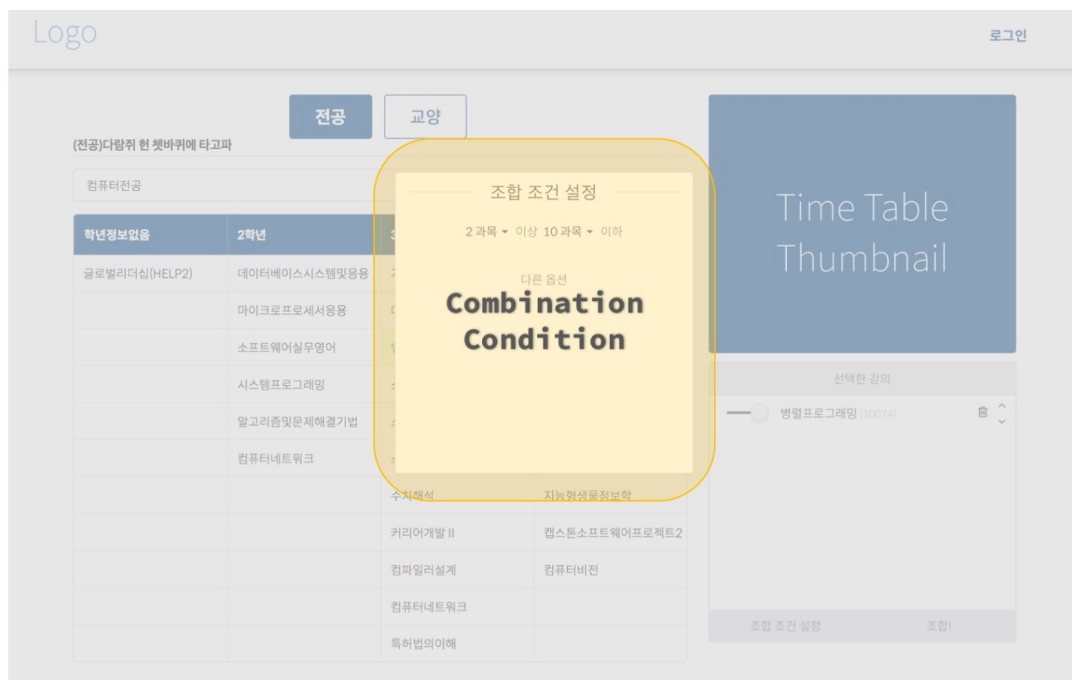 Logo
로그인
전공
교양
(전공)다람쥐 헌 쳇바퀴에 타고파
컴퓨터전공
조합 조건 설정
2 과목 이상 10 과목 이하
다른 옵션
Combination
Condition
Time Table
Thumbnail
학년정보없음 2학년
글로벌리더십(HELP2) 데이터베이스시스템및응용
마이크로프로세서응용
소프트웨어실무영어
시스템프로그래밍
알고리즘및문제해결기법
컴퓨터네트워크
수치해석 지능형생물정보학
커리어개발 II 캡스톤소프트웨어프로젝트2
컴파일러설계 컴퓨터비전
컴퓨터네트워크
특허법의이해
선택한 강의
병렬프로그래밍 (10074)
조합 조건 설정 조합!